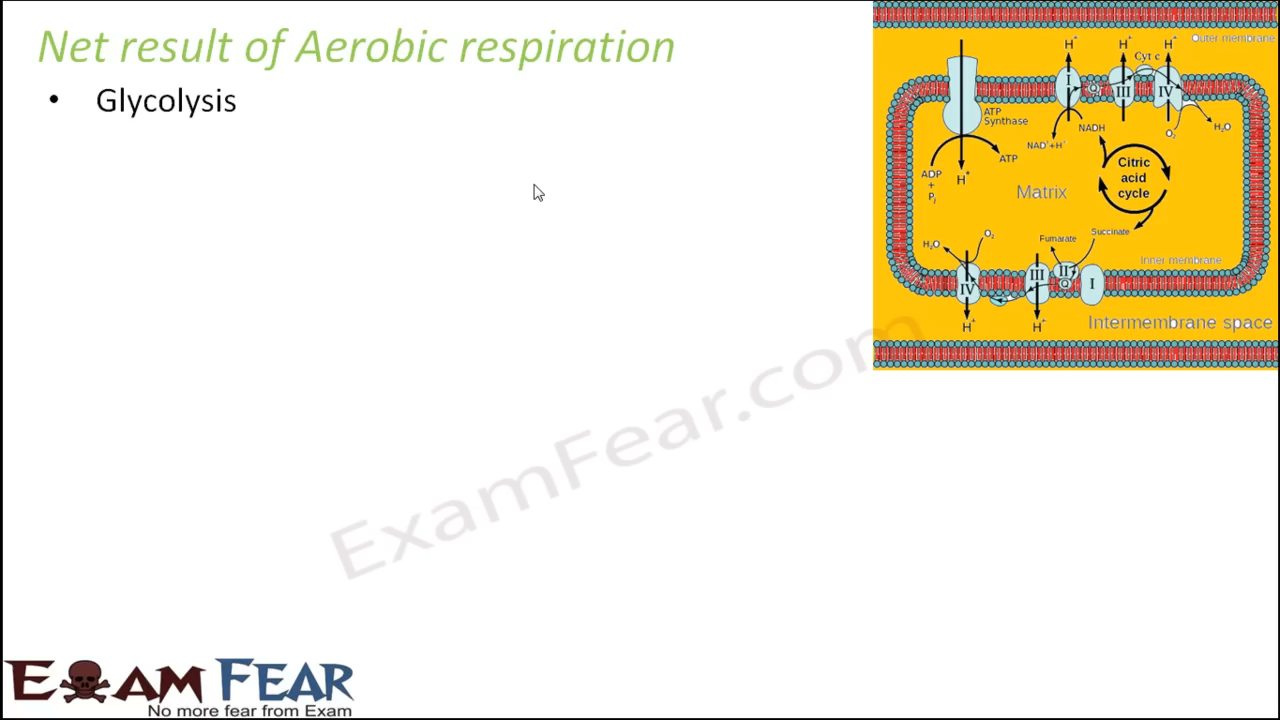 Net result of Aerobic respiration
• Glycolysis
Outer membrane
H⁺ H⁺ Cyt c H⁺
I Q III IV
ATP
Synthase
NADH
O₂ H₂O
NAD⁺+H⁺
ATP
ADP
+
Pᵢ
H⁺
Matrix
Citric
acid
cycle
Succinate
Fumarate
H₂O O₂
Inner membrane
IV III II Q I
H⁺ H⁺
Intermembrane space
ExamFear.com
EXAM FEAR
No more fear from Exam